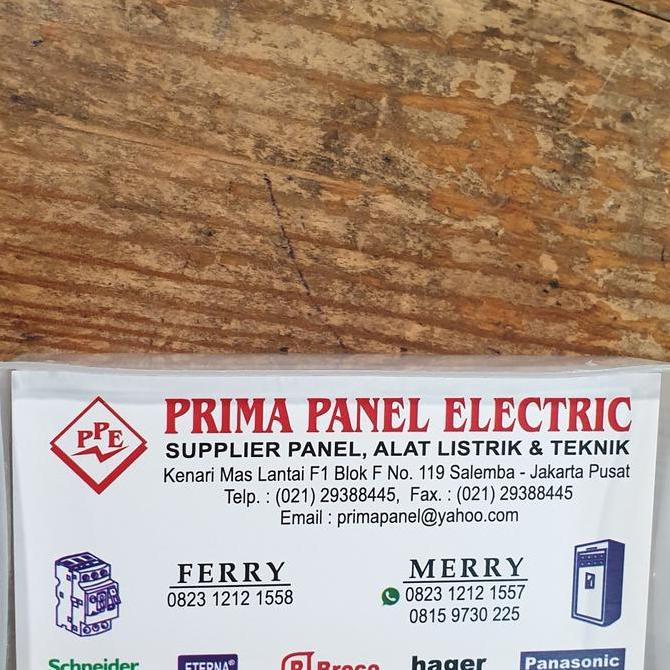 PPE
PRIMA PANEL ELECTRIC
SUPPLIER PANEL, ALAT LISTRIK & TEKNIK
Kenari Mas Lantai F1 Blok F No. 119 Salemba - Jakarta Pusat
Telp. : (021) 29388445, Fax. : (021) 29388445
Email : primapanel@yahoo.com
FERRY
0823 1212 1558
MERRY
0823 1212 1557
0815 9730 225
Schneider
ETERNA®
Broco
hager
Panasonic